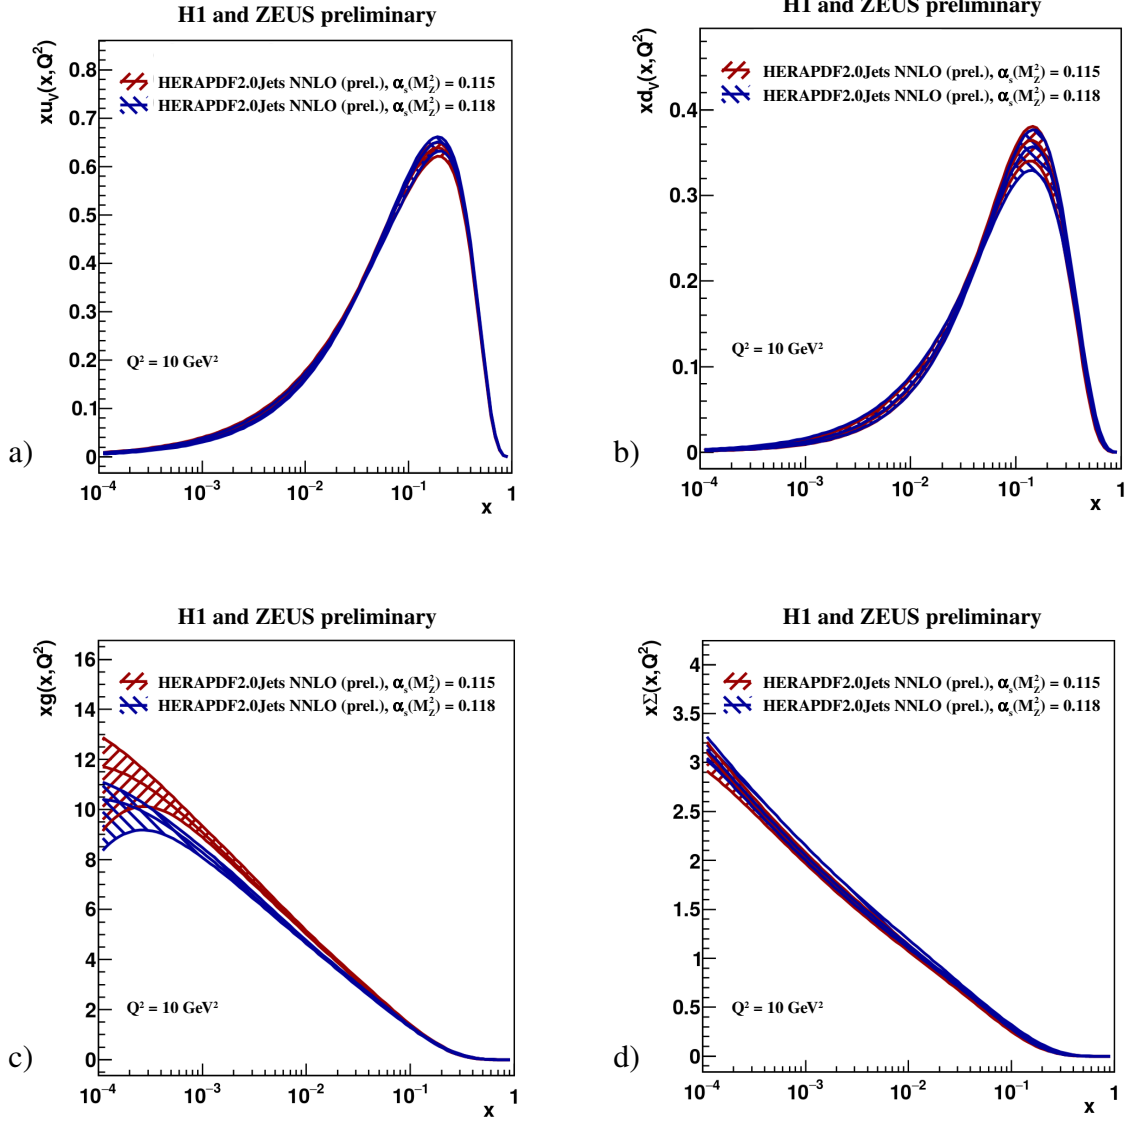 H1 and ZEUS preliminary
xu_V(x,Q²)
HERAPDF2.0Jets NNLO (prel.), α_s(M_Z²) = 0.115
HERAPDF2.0Jets NNLO (prel.), α_s(M_Z²) = 0.118
0.8
0.7
0.6
0.5
0.4
0.3
0.2
0.1
0
Q² = 10 GeV²
a)
10⁻⁴ 10⁻³ 10⁻² 10⁻¹ 1
x
H1 and ZEUS preliminary
xd_V(x,Q²)
HERAPDF2.0Jets NNLO (prel.), α_s(M_Z²) = 0.115
HERAPDF2.0Jets NNLO (prel.), α_s(M_Z²) = 0.118
0.4
0.3
0.2
0.1
0
Q² = 10 GeV²
b)
10⁻⁴ 10⁻³ 10⁻² 10⁻¹ 1
x
H1 and ZEUS preliminary
xg(x,Q²)
HERAPDF2.0Jets NNLO (prel.), α_s(M_Z²) = 0.115
HERAPDF2.0Jets NNLO (prel.), α_s(M_Z²) = 0.118
16
14
12
10
8
6
4
2
0
Q² = 10 GeV²
c)
10⁻⁴ 10⁻³ 10⁻² 10⁻¹ 1
x
H1 and ZEUS preliminary
xΣ(x,Q²)
HERAPDF2.0Jets NNLO (prel.), α_s(M_Z²) = 0.115
HERAPDF2.0Jets NNLO (prel.), α_s(M_Z²) = 0.118
4
3.5
3
2.5
2
1.5
1
0.5
0
Q² = 10 GeV²
d)
10⁻⁴ 10⁻³ 10⁻² 10⁻¹ 1
x